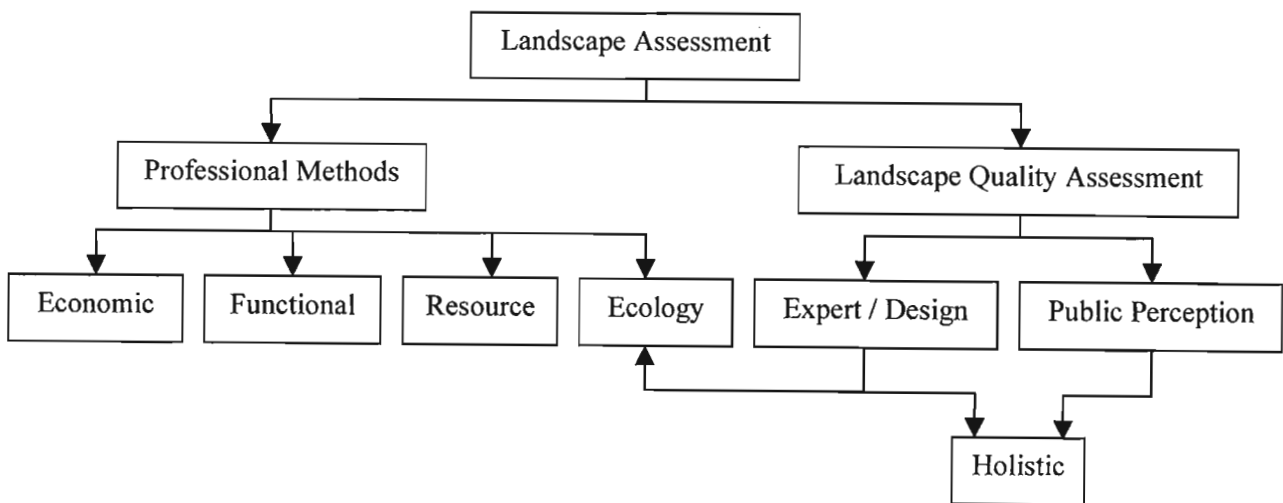 Landscape Assessment
Professional Methods
Landscape Quality Assessment
Economic
Functional
Resource
Ecology
Expert / Design
Public Perception
Holistic